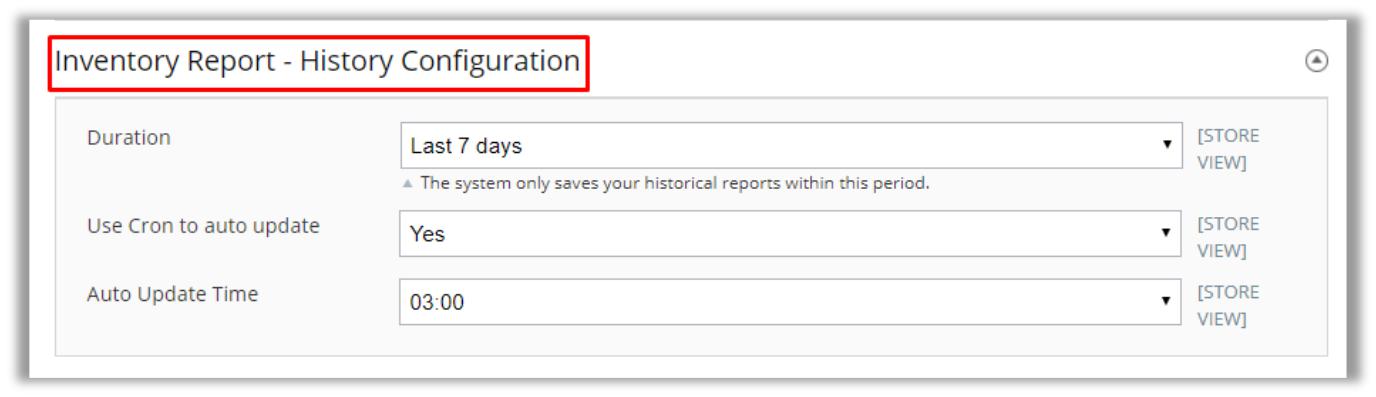 Inventory Report - History Configuration
Duration
Last 7 days
[STORE
VIEW]
The system only saves your historical reports within this period.
Use Cron to auto update
Yes
[STORE
VIEW]
Auto Update Time
03:00
[STORE
VIEW]